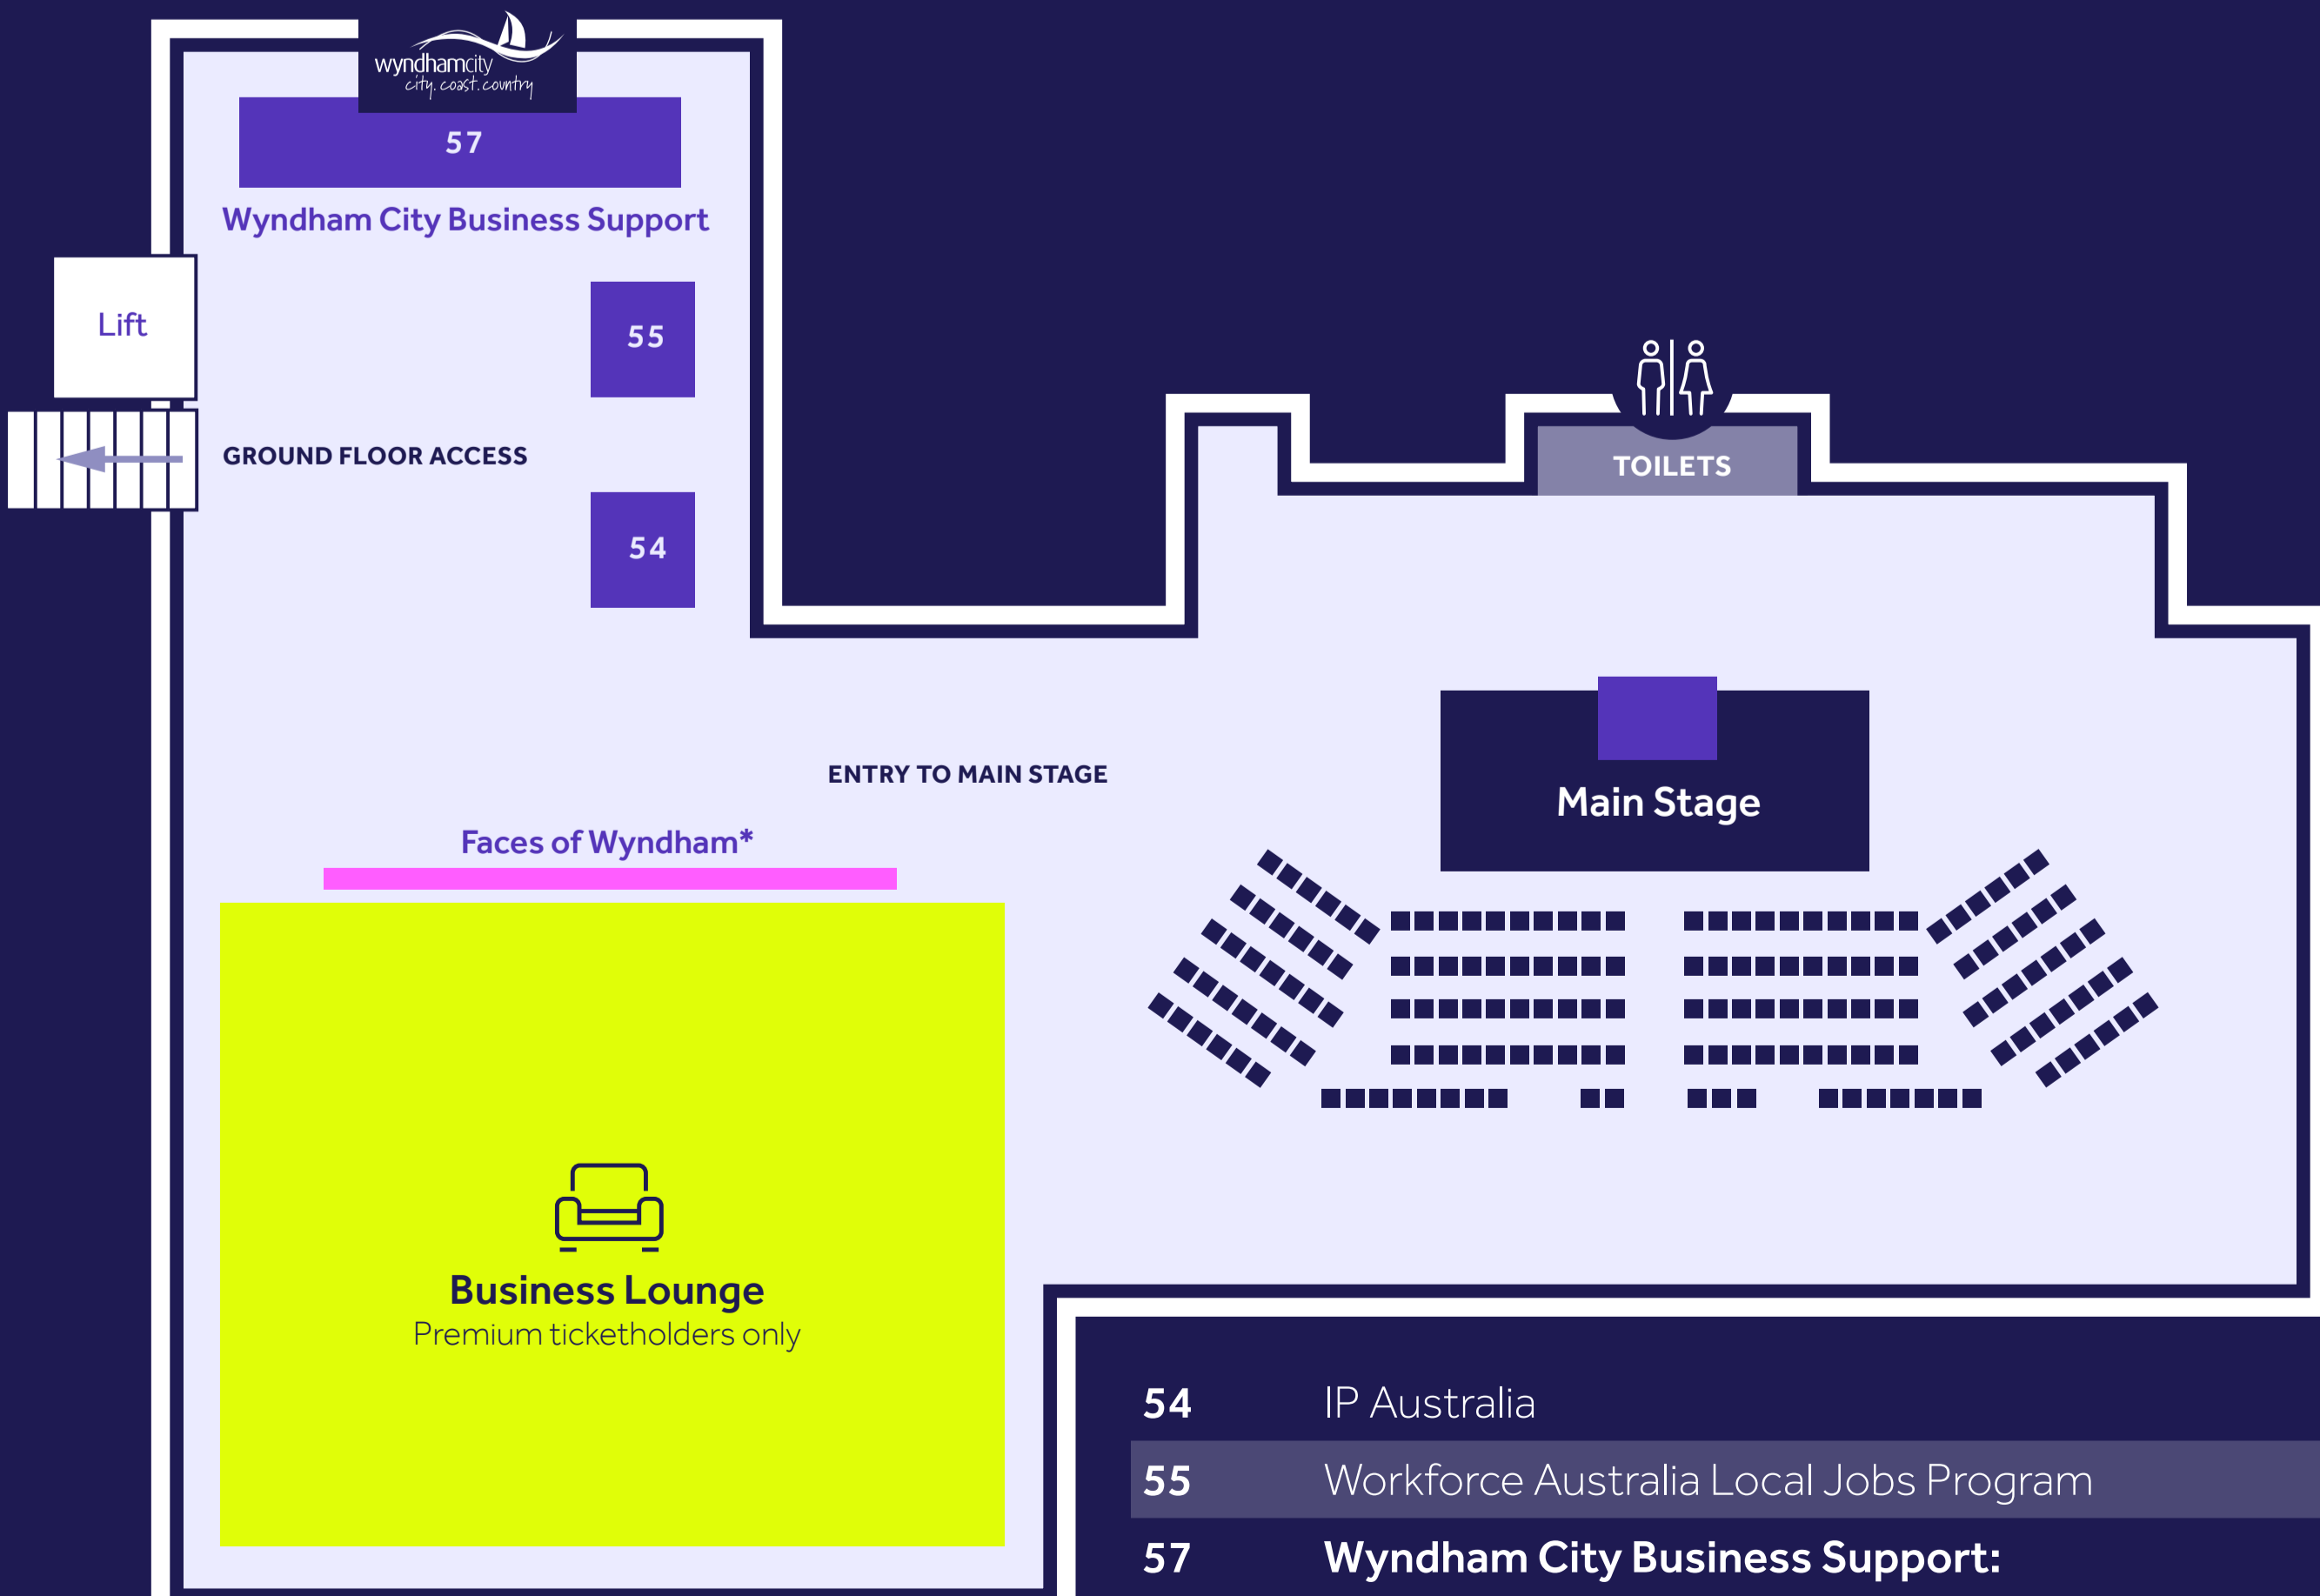 wyndhamcity
city. coast. country
57
Wyndham City Business Support
Lift
55
GROUND FLOOR ACCESS
54
TOILETS
ENTRY TO MAIN STAGE
Main Stage
Faces of Wyndham*
Business Lounge
Premium ticketholders only
54 IP Australia
55 Workforce Australia Local Jobs Program
57 Wyndham City Business Support: